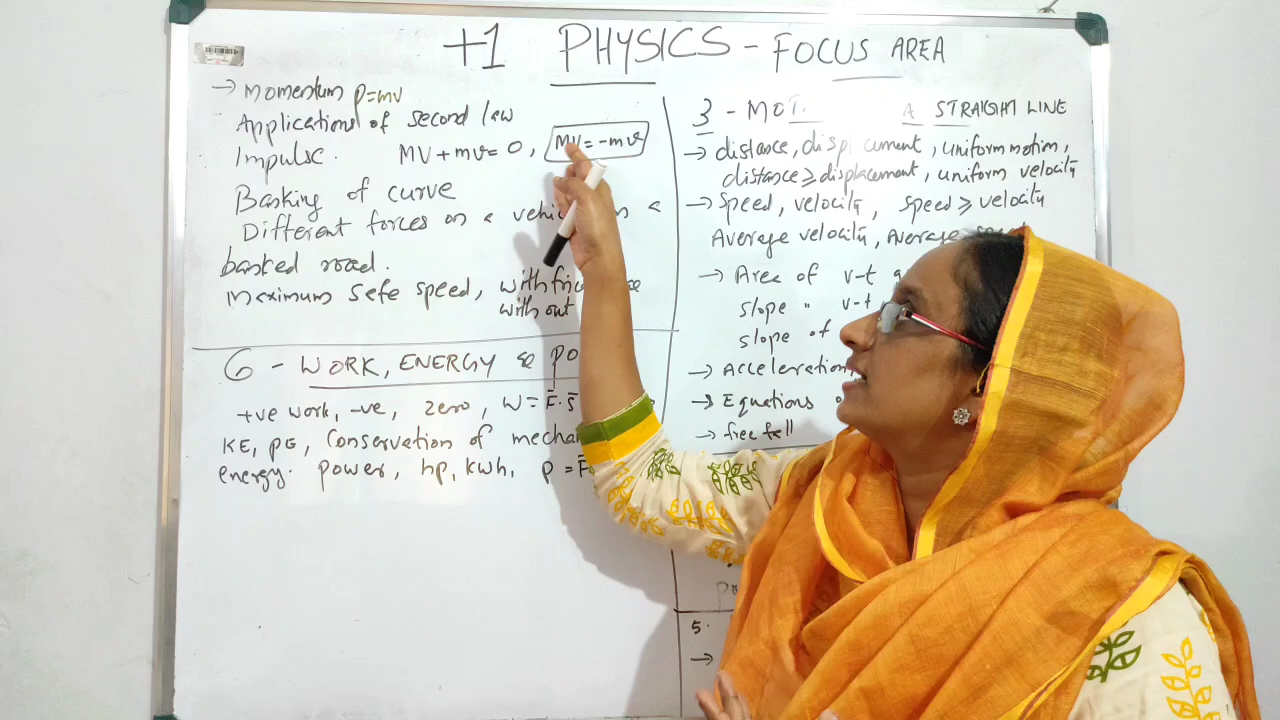 +1 PHYSICS - FOCUS AREA
→ Momentum p=mv
Applications of second law
Impulse. MV + mv = 0, MV = -mv
Banking of curve
Different forces on a
banked road.
Maximum safe speed, with
with out
6 - WORK, ENERGY &
+ve work, -ve, zero, W = F̄·s̄
KE, PE, Conservation of
energy. power, hp, kwh, p =
3 - A STRAIGHT LINE
→ distance, displacement, uniform motion,
distance ≥ displacement, uniform velocity
→ Speed, velocity, speed ≥ velocity
Average velocity, Average
→ Area of v-t
slope " v-t
slope of
→ Acceleration,
→ Equations
→ free fall
5.
→